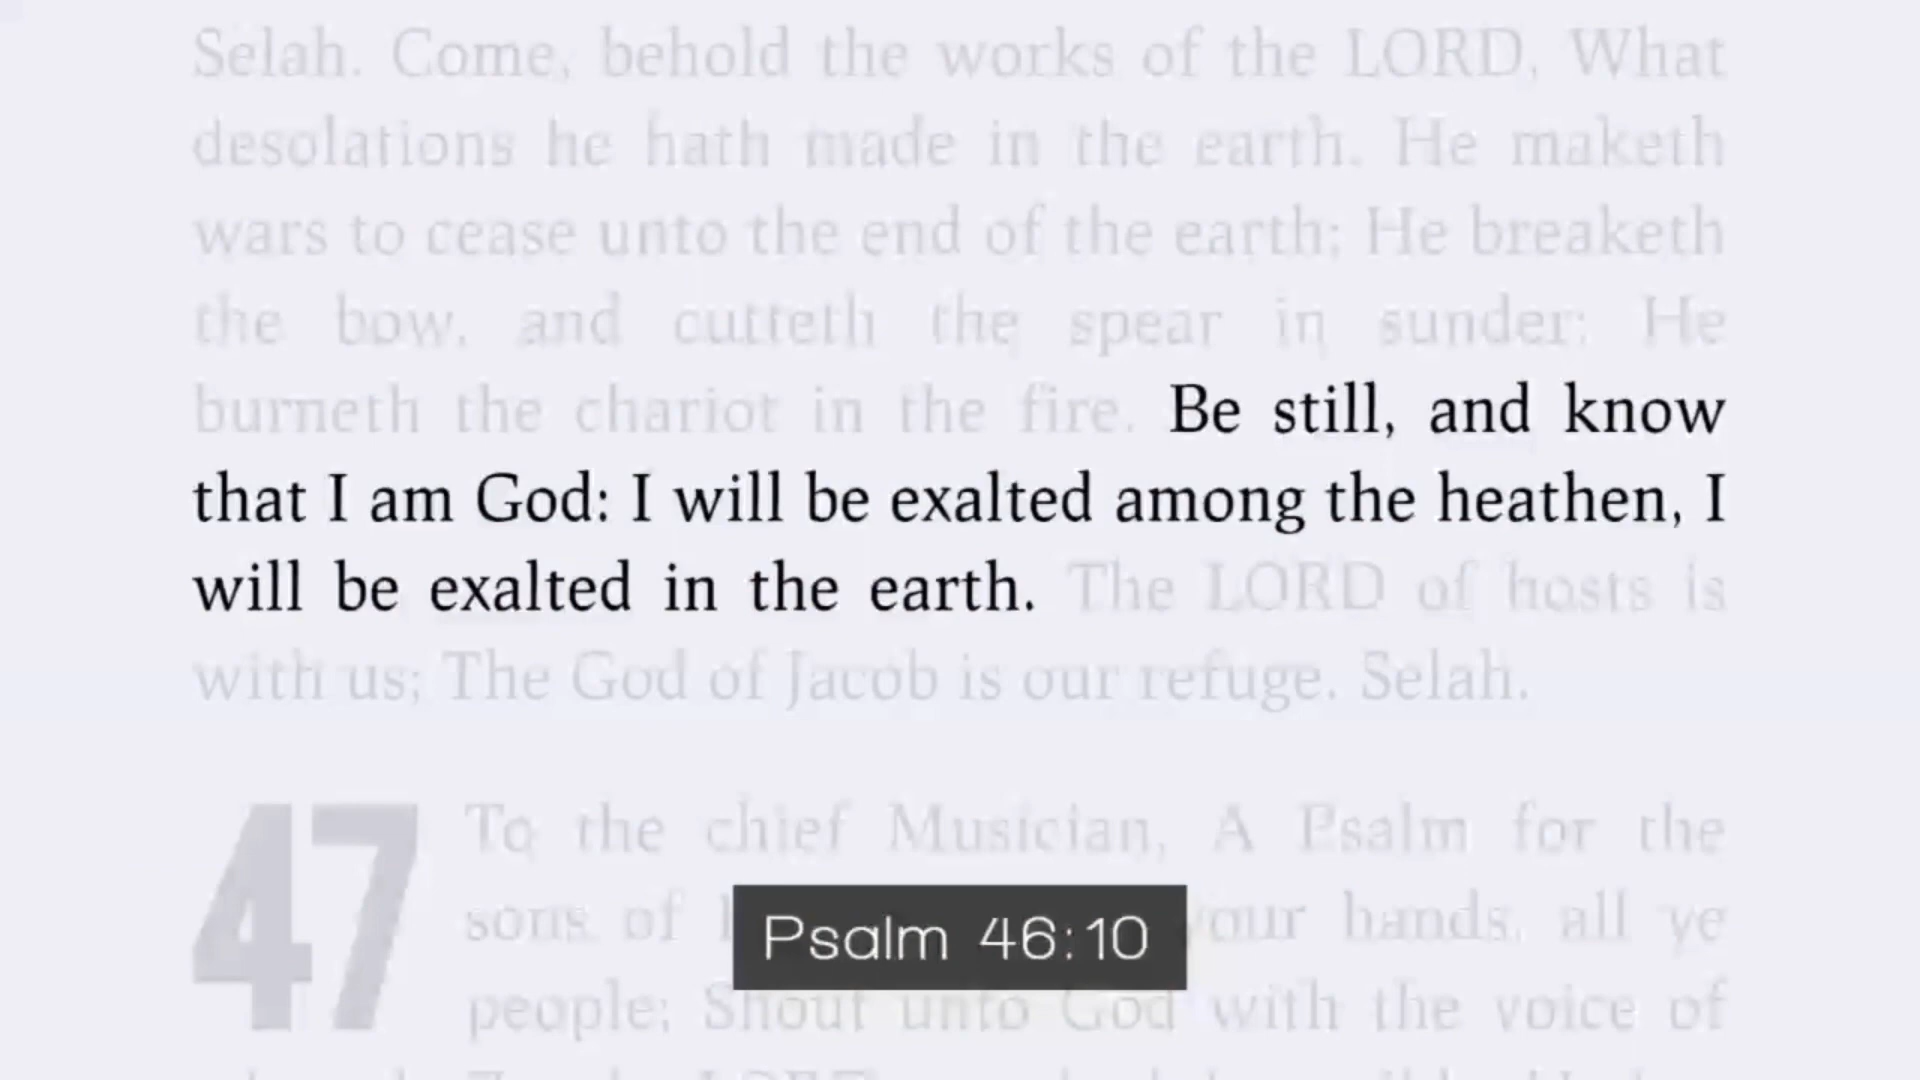 Selah. Come, behold the works of the LORD, What
desolations he hath made in the earth. He maketh
wars to cease unto the end of the earth; He breaketh
the bow, and cutteth the spear in sunder; He
burneth the chariot in the fire. Be still, and know
that I am God: I will be exalted among the heathen, I
will be exalted in the earth. The LORD of hosts is
with us; The God of Jacob is our refuge. Selah.
47
To the chief Musician, A Psalm for the
sons of your hands, all ye
Psalm 46:10
people; Shout unto God with the voice of